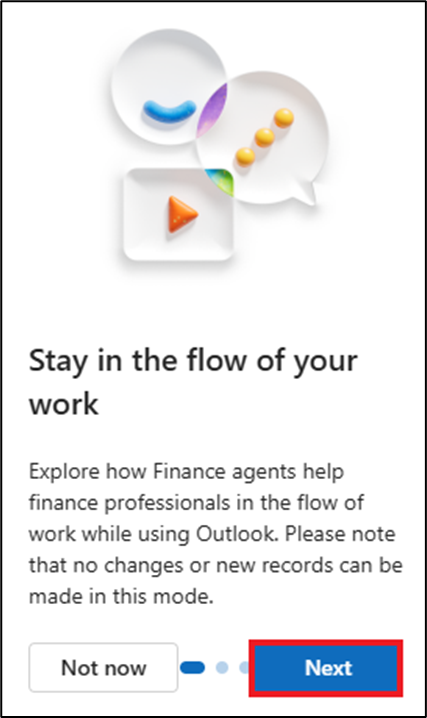 Stay in the flow of your
work
Explore how Finance agents help
finance professionals in the flow of
work while using Outlook. Please note
that no changes or new records can be
made in this mode.
Not now
Next